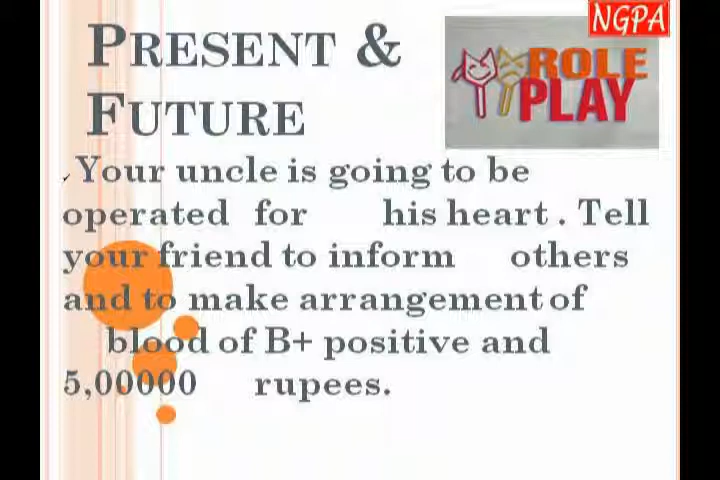 NGPA
PRESENT &
FUTURE
ROLE
PLAY
✓Your uncle is going to be
operated for his heart . Tell
your friend to inform others
and to make arrangement of
blood of B+ positive and
5,00000 rupees.